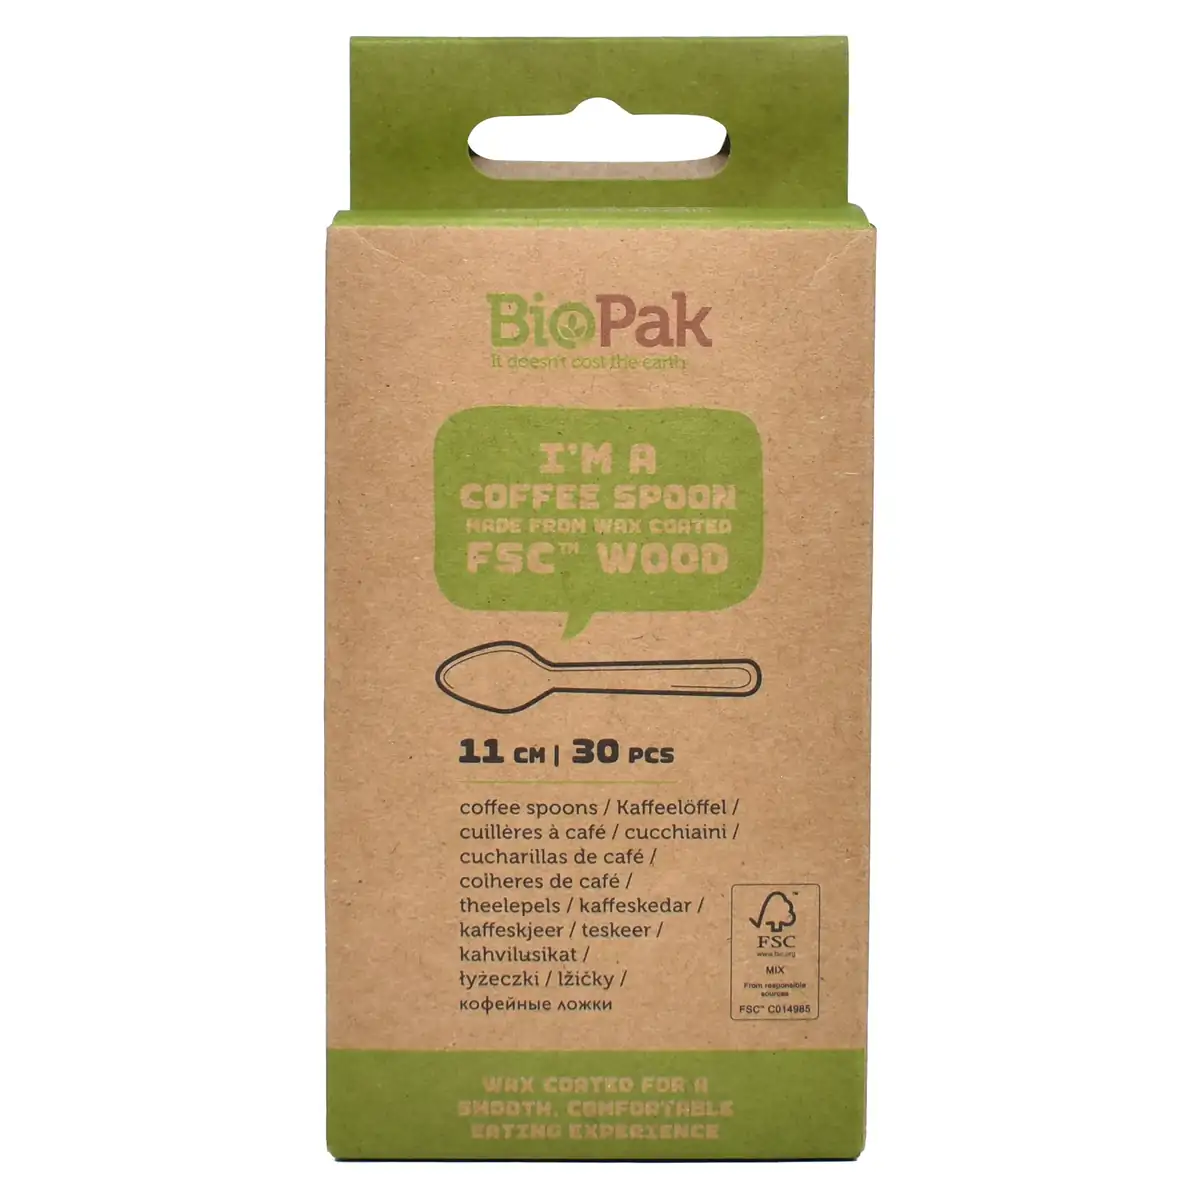 BioPak
It doesn't cost the earth
I'M A
COFFEE SPOON
MADE FROM WAX COATED
FSC™ WOOD
11 CM | 30 PCS
coffee spoons / Kaffeelöffel /
cuillères à café / cucchiaini /
cucharillas de café /
colheres de café /
theelepels / kaffeskedar /
kaffeskjeer / teskeer /
kahvilusikat /
łyżeczki / lžičky /
кофейные ложки
™
FSC
www.fsc.org
MIX
From responsible
sources
FSC™ C014985
WAX COATED FOR A
SMOOTH, COMFORTABLE
EATING EXPERIENCE